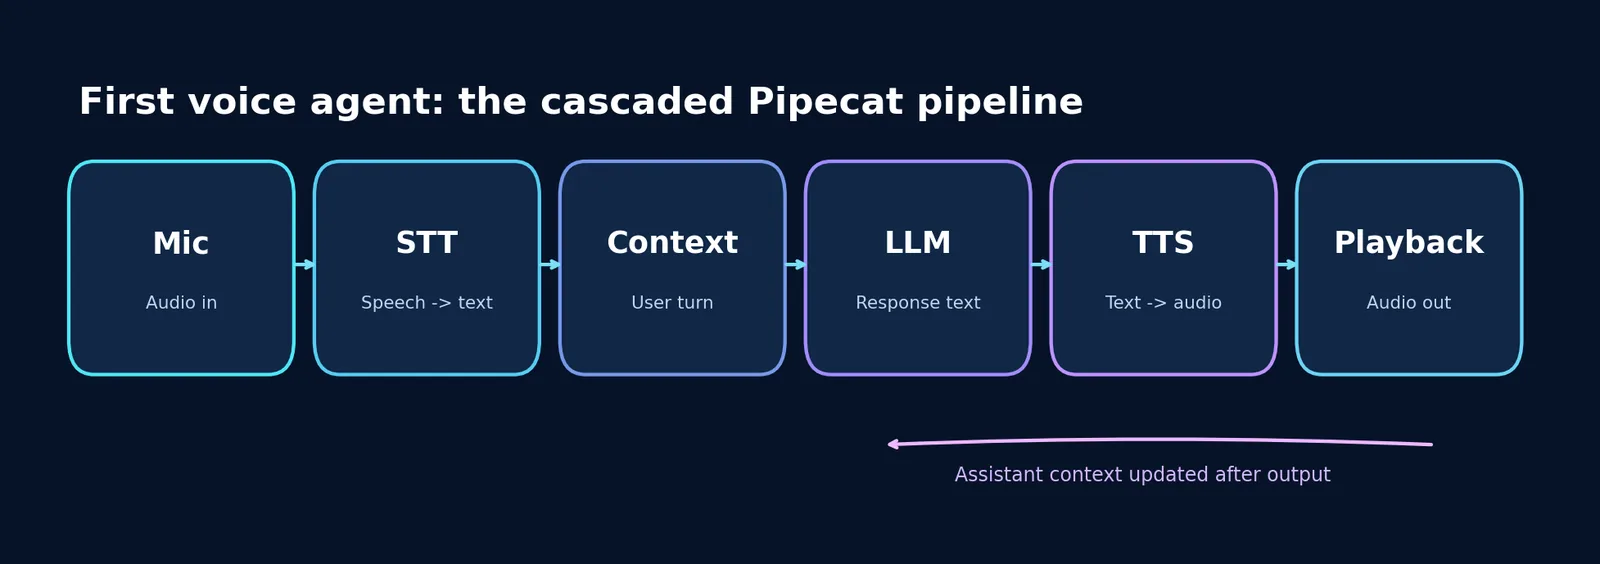 First voice agent: the cascaded Pipecat pipeline
Mic
Audio in
STT
Speech -> text
Context
User turn
LLM
Response text
TTS
Text -> audio
Playback
Audio out
Assistant context updated after output